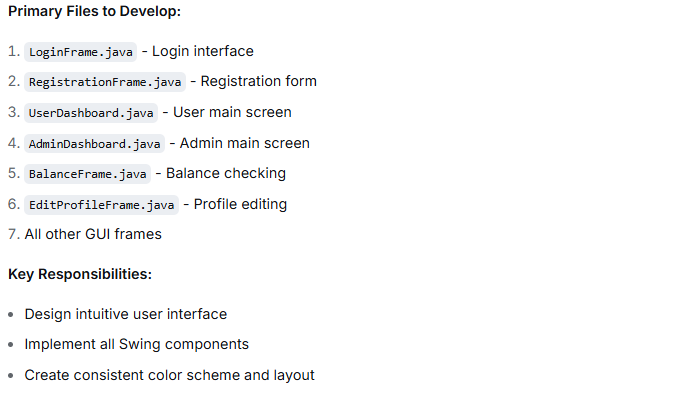 Primary Files to Develop:
1. LoginFrame.java - Login interface
2. RegistrationFrame.java - Registration form
3. UserDashboard.java - User main screen
4. AdminDashboard.java - Admin main screen
5. BalanceFrame.java - Balance checking
6. EditProfileFrame.java - Profile editing
7. All other GUI frames
Key Responsibilities:
• Design intuitive user interface
• Implement all Swing components
• Create consistent color scheme and layout